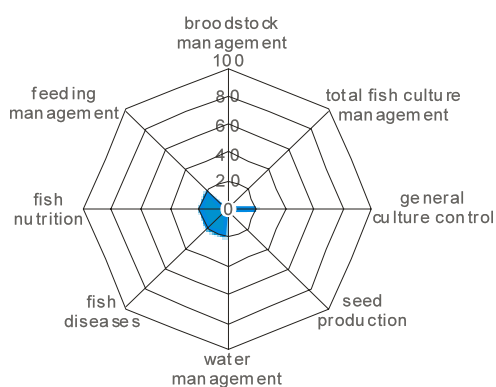 broodstock
management
100
80
60
40
20
0
total fish culture
management
general
culture control
seed
production
water
management
fish
diseases
fish
nutrition
feeding
management